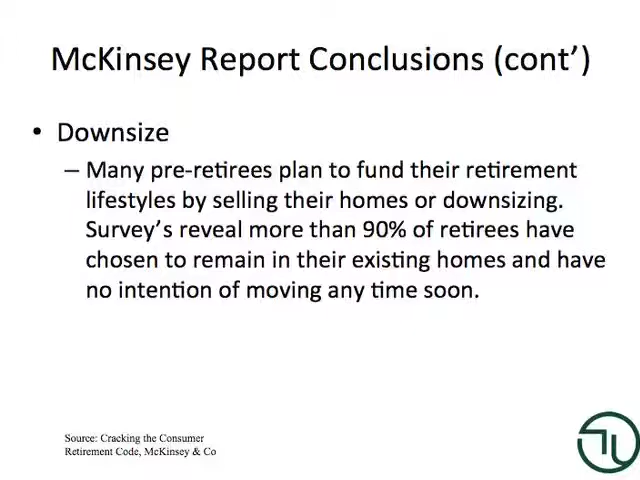 McKinsey Report Conclusions (cont’)
• Downsize
– Many pre-retirees plan to fund their retirement
lifestyles by selling their homes or downsizing.
Survey’s reveal more than 90% of retirees have
chosen to remain in their existing homes and have
no intention of moving any time soon.
Source: Cracking the Consumer
Retirement Code, McKinsey & Co